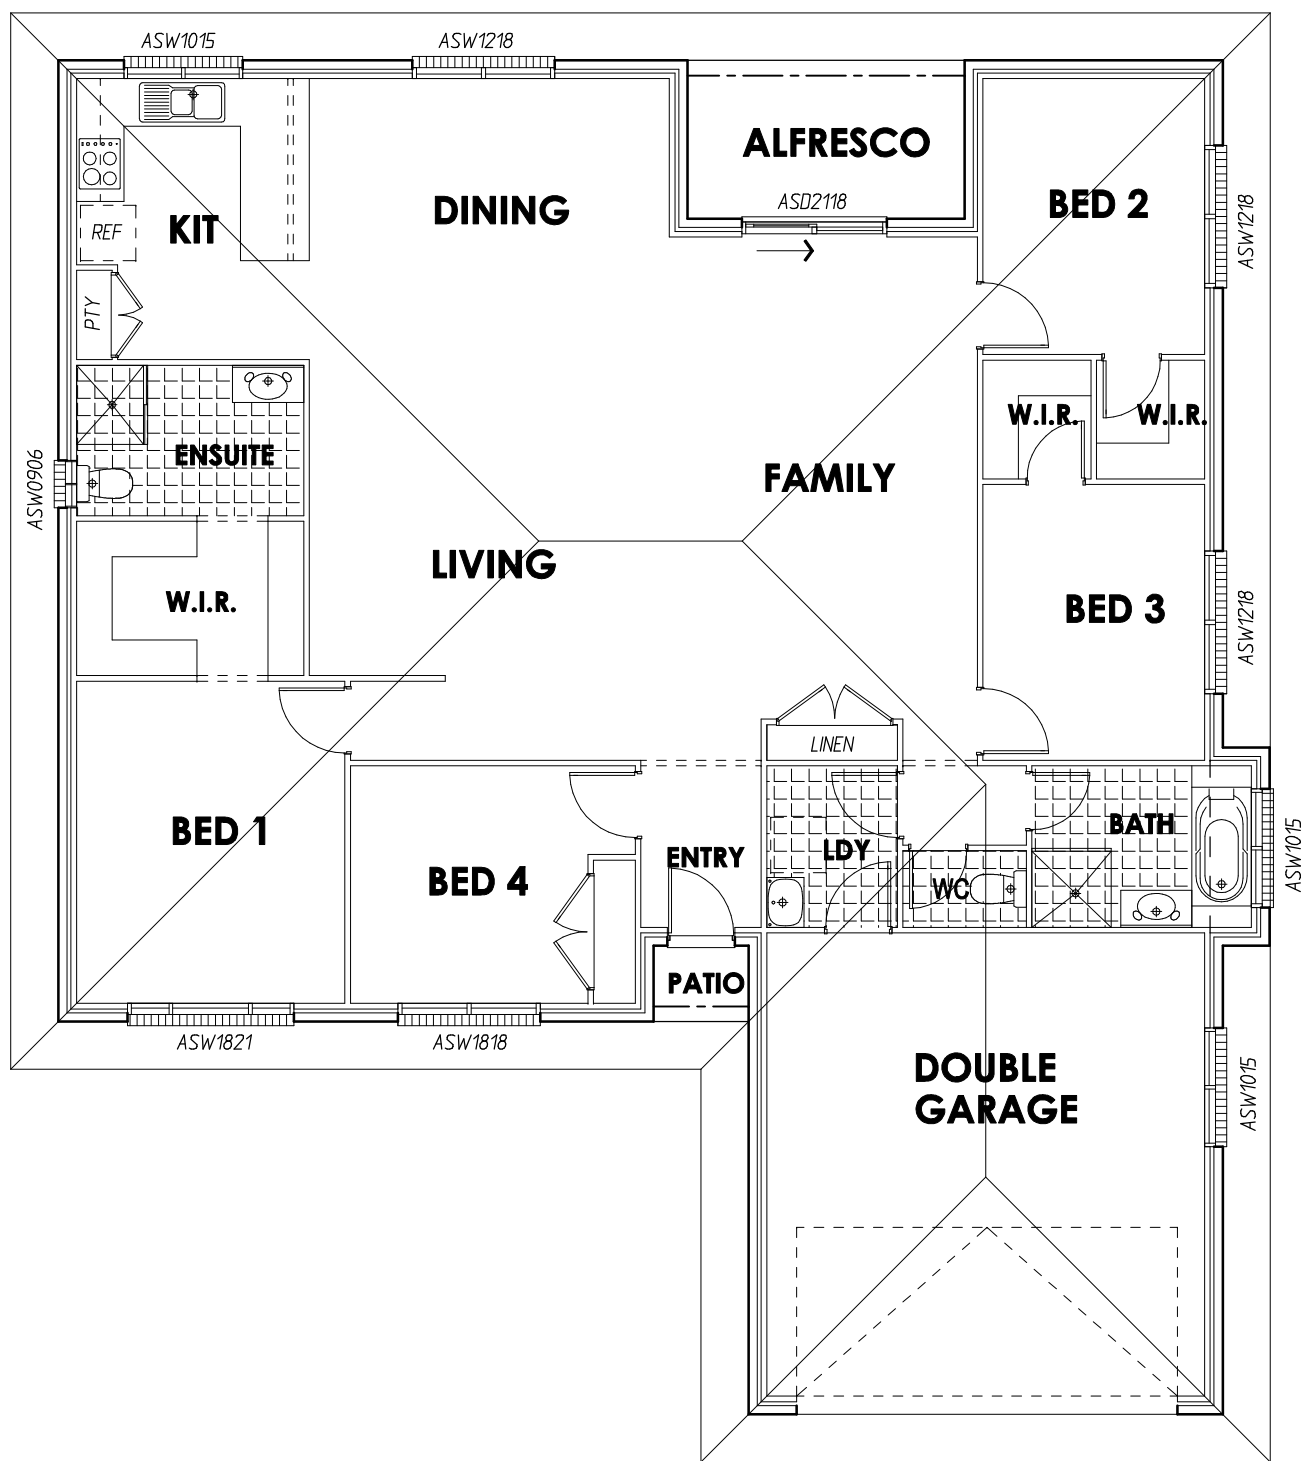 ASW1015
ASW1218
ALFRESCO
ASD2118
DINING
BED 2
KIT
REF
ASW1218
PTY
W.I.R.
W.I.R.
ENSUITE
ASW0906
FAMILY
LIVING
W.I.R.
BED 3
ASW1218
LINEN
BED 1
BATH
ENTRY
LDY
ASW1015
BED 4
WC
PATIO
ASW1821
ASW1818
DOUBLE
GARAGE
ASW1015